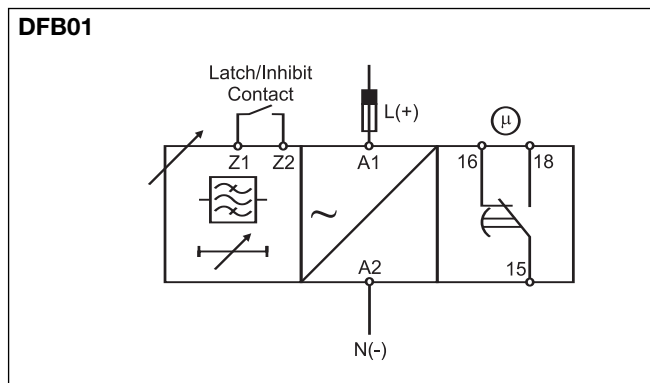 DFB01
Latch/Inhibit
Contact
L(+)
μ
Z1 Z2 A1 16 18
~
A2 15
N(-)